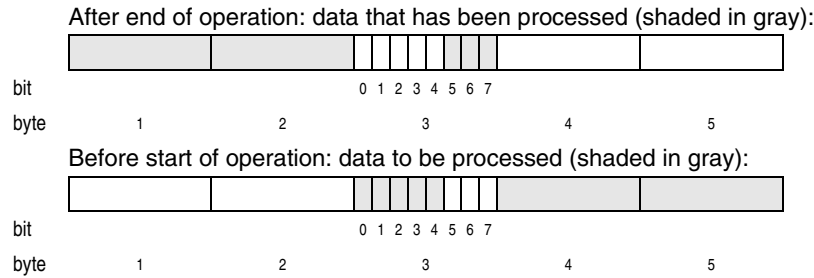 After end of operation: data that has been processed (shaded in gray):
bit 0 1 2 3 4 5 6 7
byte 1 2 3 4 5
Before start of operation: data to be processed (shaded in gray):
bit 0 1 2 3 4 5 6 7
byte 1 2 3 4 5